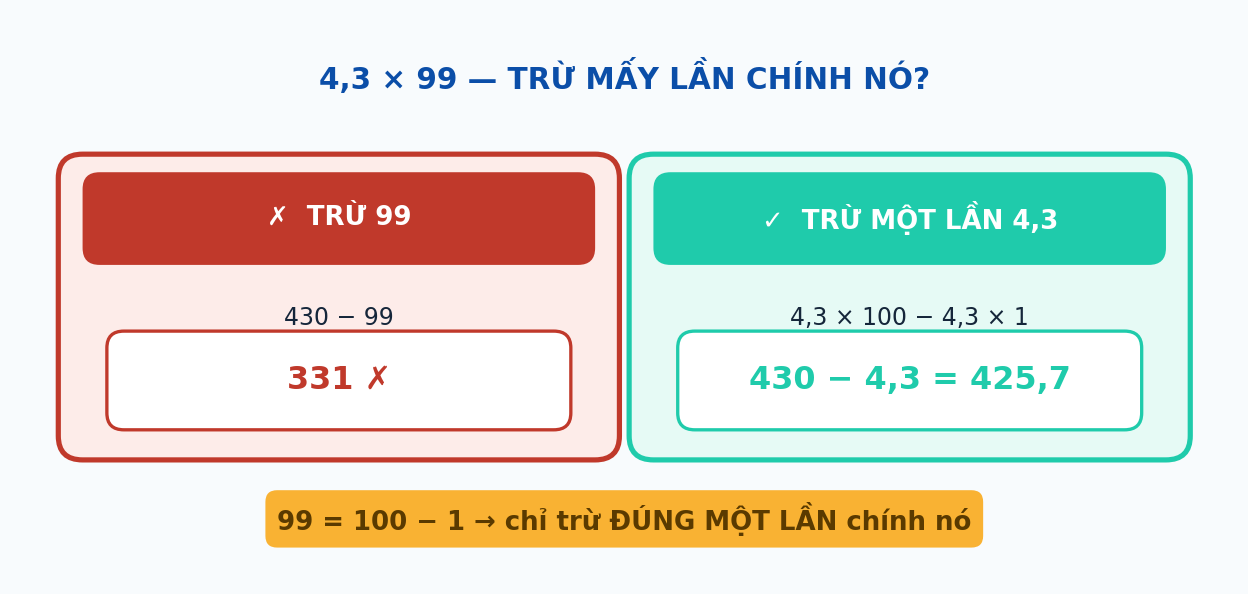 4,3 × 99 — TRỪ MẤY LẦN CHÍNH NÓ?
✗ TRỪ 99
430 − 99
331 ✗
✓ TRỪ MỘT LẦN 4,3
4,3 × 100 − 4,3 × 1
430 − 4,3 = 425,7
99 = 100 − 1 → chỉ trừ ĐÚNG MỘT LẦN chính nó